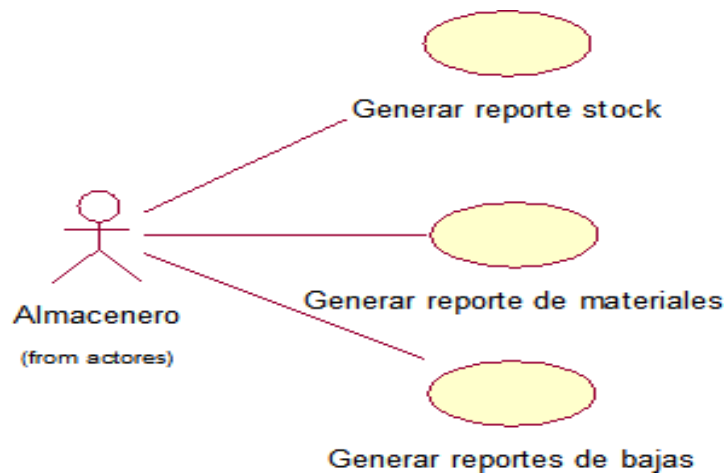 Generar reporte stock
Almacenero
(from actores)
Generar reporte de materiales
Generar reportes de bajas